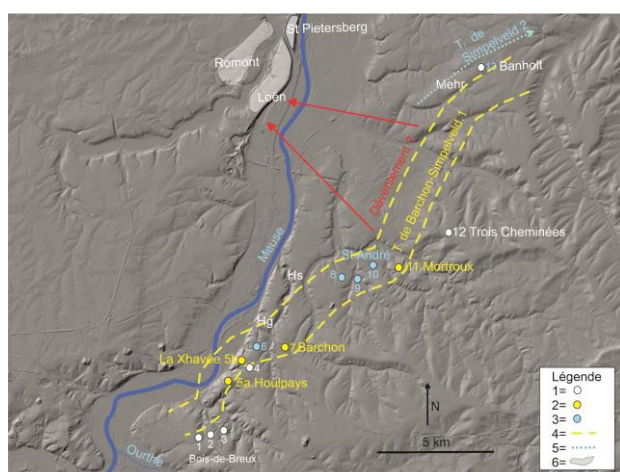 St Pietersberg
Romont
Loën
T. de
Simpelveld 2
13 Banholt
Mehr
Déversement ?
T. de Barchon-Simpelveld 1
Meuse
12 Trois Cheminées
St André
8
9
10
11 Mortroux
Hs
Hg
6
7 Barchon
La Xhavée 5b
4
5a Houlpays
N
5 km
Ourthe
1
2
3
Bois-de-Breux
Légende
1=
2=
3=
4=
5=
6=